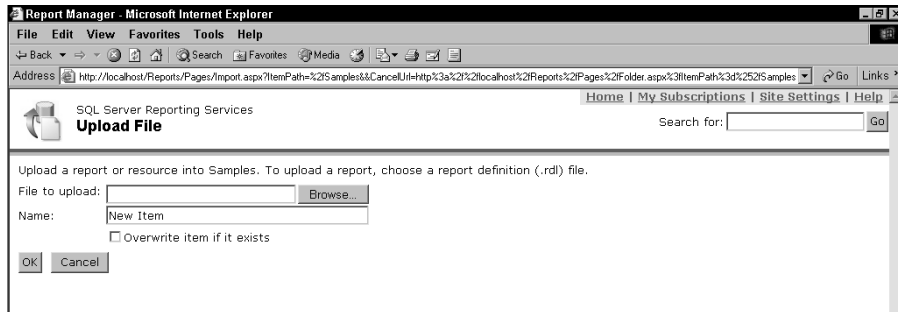 Report Manager - Microsoft Internet Explorer
File Edit View Favorites Tools Help
Back Search Favorites Media
Address http://localhost/Reports/Pages/Import.aspx?ItemPath=%2fSamples&&CancelUrl=http%3a%2f%2flocalhost%2fReports%2fPages%2fFolder.aspx%3fItemPath%3d%252fSamples Go Links
Home | My Subscriptions | Site Settings | Help
SQL Server Reporting Services
Upload File
Search for: Go
Upload a report or resource into Samples. To upload a report, choose a report definition (.rdl) file.
File to upload: Browse...
Name: New Item
Overwrite item if it exists
OK Cancel